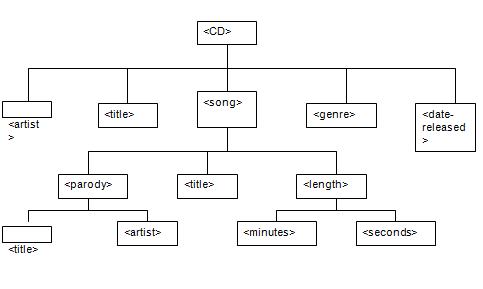 <CD>
<artist
>
<title>
<song>
<genre>
<date-
released
>
<parody>
<title>
<length>
<title>
<artist>
<minutes>
<seconds>